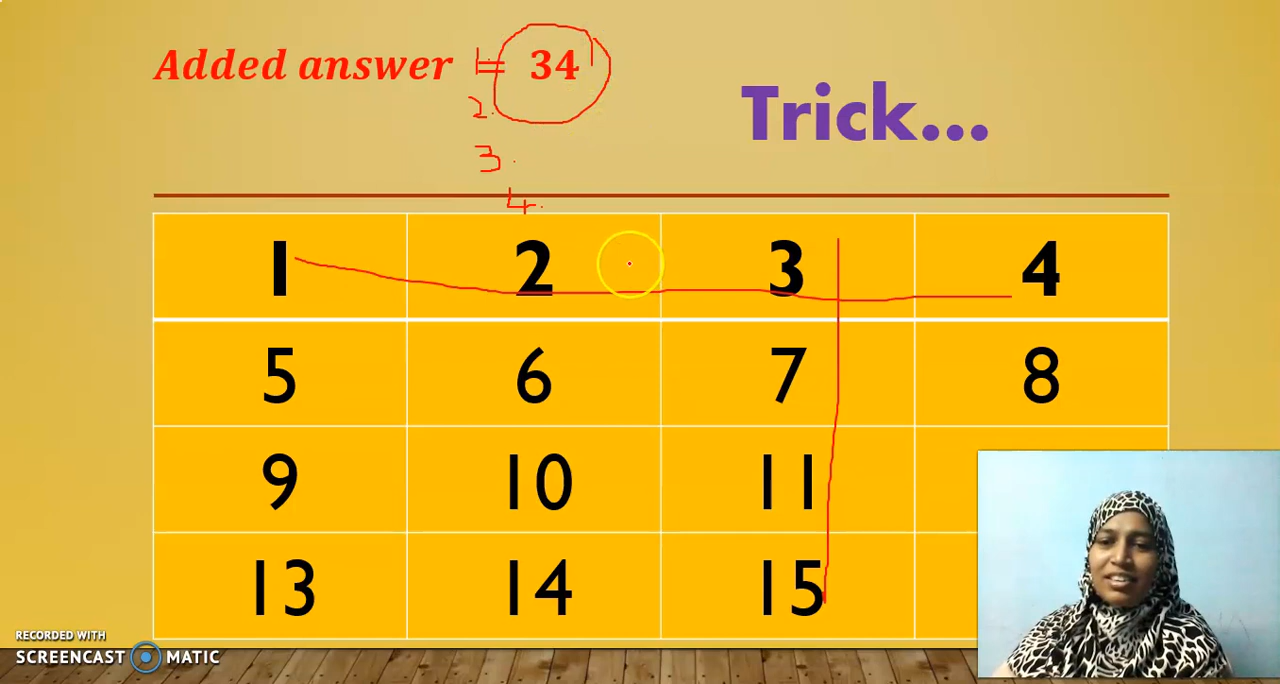 Added answer = 34
1.
2.
3.
4.
Trick...
1 2 3 4
5 6 7 8
9 10 11
13 14 15
RECORDED WITH
SCREENCAST MATIC